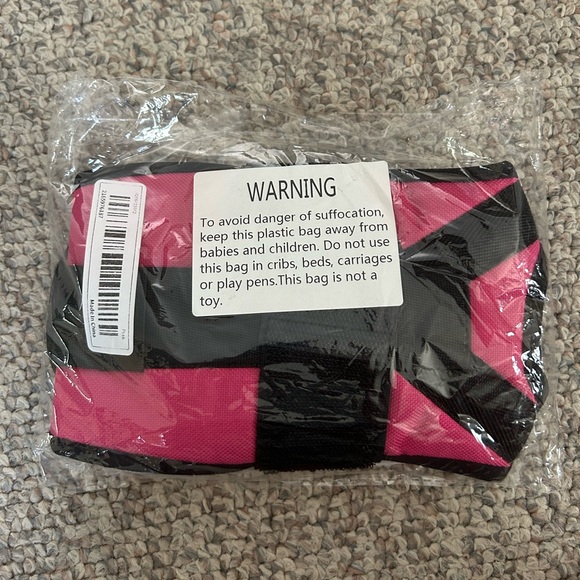 WARNING
To avoid danger of suffocation,
keep this plastic bag away from
babies and children. Do not use
this bag in cribs, beds, carriages
or play pens.This bag is not a
toy.
Made In China
Pink